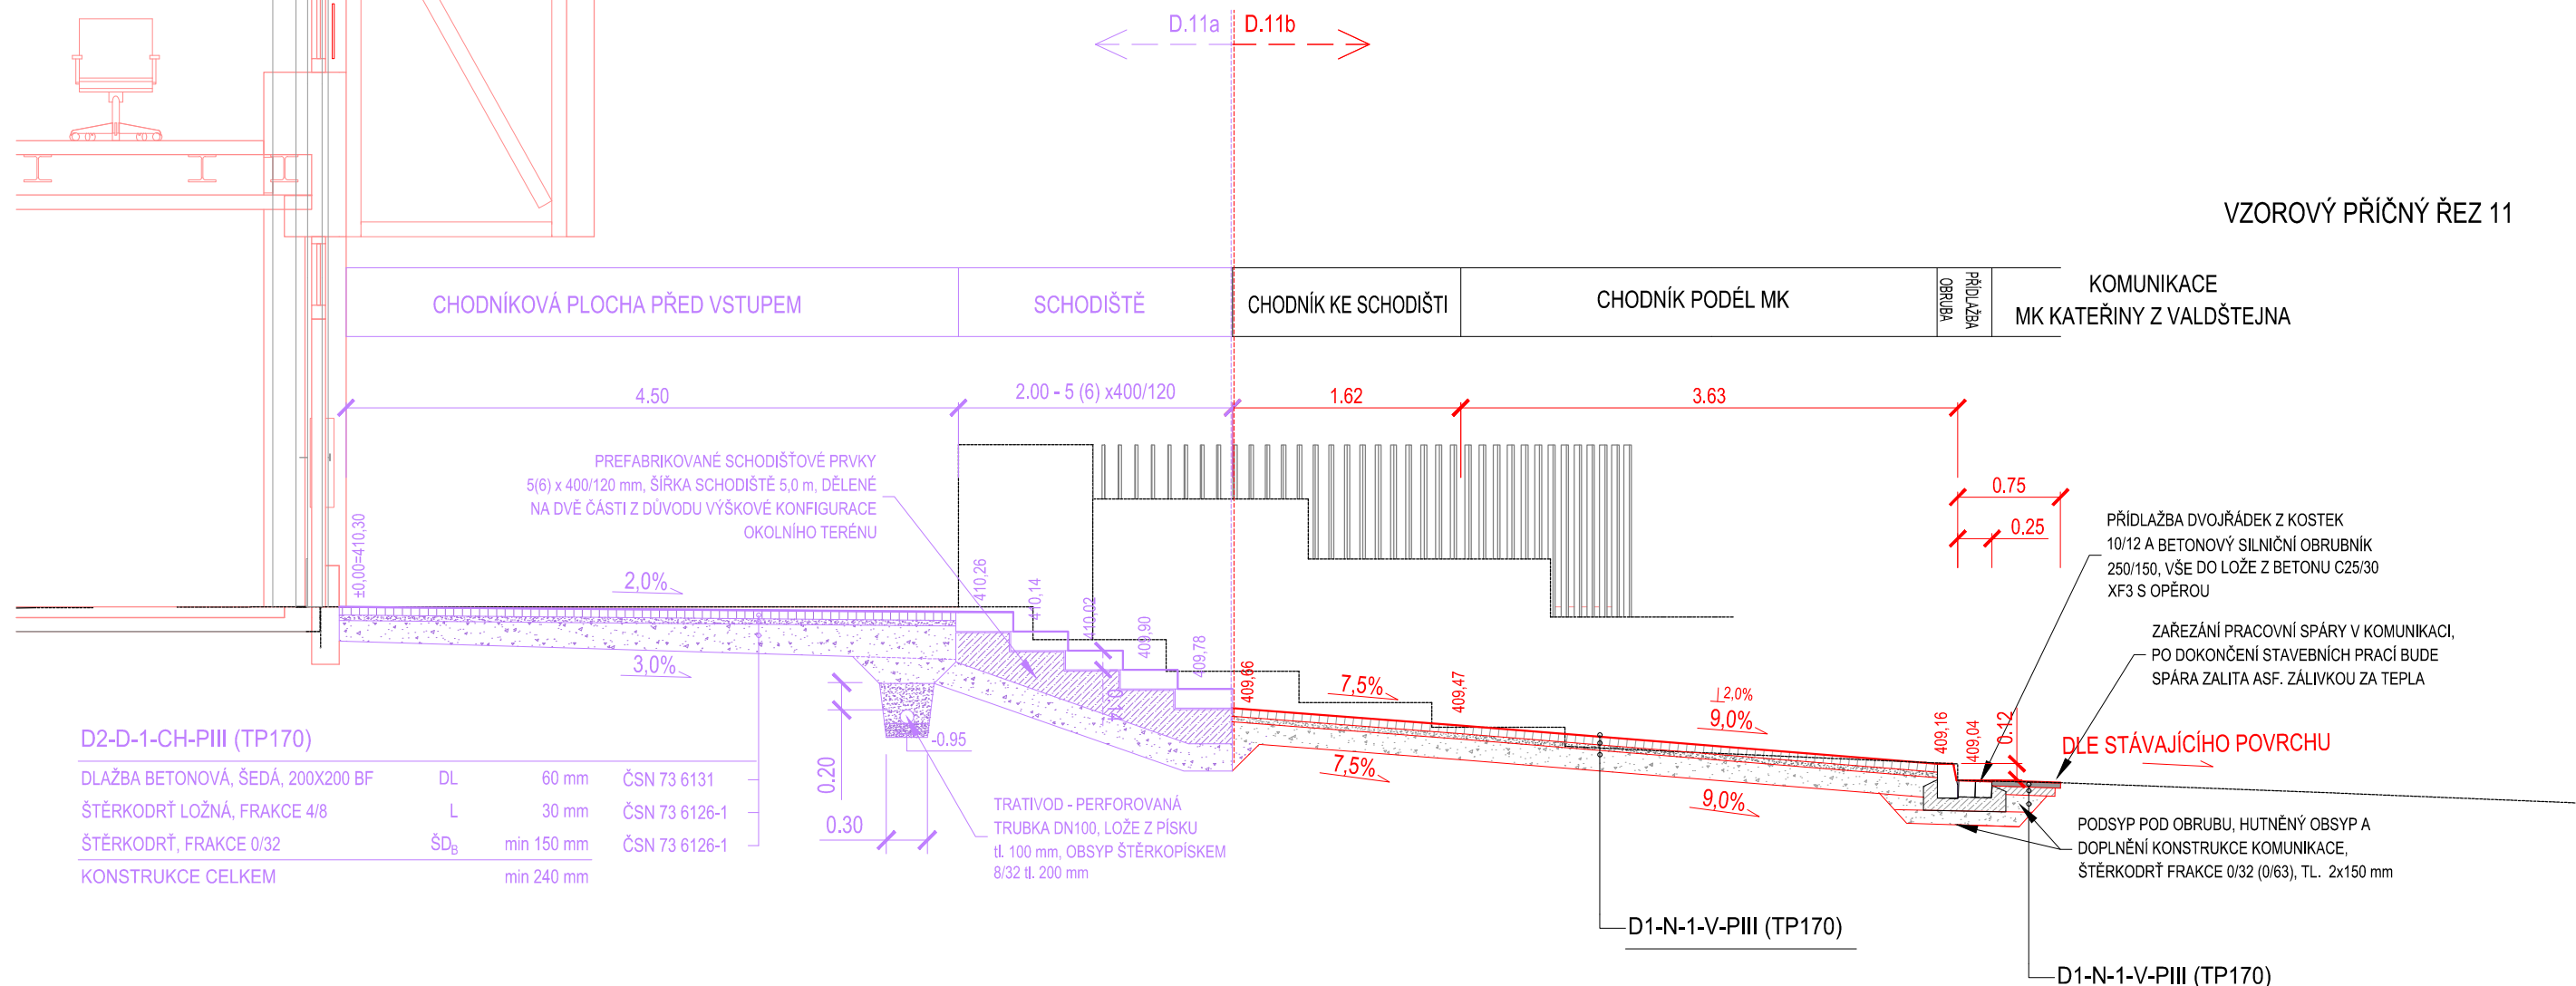 D.11a
D.11b
VZOROVÝ PŘÍČNÝ ŘEZ 11
CHODNÍKOVÁ PLOCHA PŘED VSTUPEM
SCHODIŠTĚ
CHODNÍK KE SCHODIŠTI
CHODNÍK PODÉL MK
OBRUBA
PŘÍDLAŽBA
KOMUNIKACE
MK KATEŘINY Z VALDŠTEJNA
4.50
2.00 - 5 (6) x400/120
1.62
3.63
0.75
0.25
PREFABRIKOVANÉ SCHODIŠŤOVÉ PRVKY
5(6) x 400/120 mm, ŠÍŘKA SCHODIŠTĚ 5,0 m, DĚLENÉ
NA DVĚ ČÁSTI Z DŮVODU VÝŠKOVÉ KONFIGURACE
OKOLNÍHO TERÉNU
PŘÍDLAŽBA DVOJŘÁDEK Z KOSTEK
10/12 A BETONOVÝ SILNIČNÍ OBRUBNÍK
250/150, VŠE DO LOŽE Z BETONU C25/30
XF3 S OPĚROU
ZAŘEZÁNÍ PRACOVNÍ SPÁRY V KOMUNIKACI,
PO DOKONČENÍ STAVEBNÍCH PRACÍ BUDE
SPÁRA ZALITA ASF. ZÁLIVKOU ZA TEPLA
±0,00=410,30
2,0%
3,0%
410,26
410,14
410,02
409,90
409,78
0.14
409,66
7,5%
409,47
2,0%
9,0%
409,16
409,04
0.12
DLE STÁVAJÍCÍHO POVRCHU
7,5%
9,0%
-0.95
0.20
0.30
D2-D-1-CH-PIII (TP170)
DLAŽBA BETONOVÁ, ŠEDÁ, 200X200 BF DL 60 mm ČSN 73 6131
ŠTĚRKODRŤ LOŽNÁ, FRAKCE 4/8 L 30 mm ČSN 73 6126-1
ŠTĚRKODRŤ, FRAKCE 0/32 ŠDB min 150 mm ČSN 73 6126-1
KONSTRUKCE CELKEM min 240 mm
TRATIVOD - PERFOROVANÁ
TRUBKA DN100, LOŽE Z PÍSKU
tl. 100 mm, OBSYP ŠTĚRKOPÍSKEM
8/32 tl. 200 mm
PODSYP POD OBRUBU, HUTNĚNÝ OBSYP A
DOPLNĚNÍ KONSTRUKCE KOMUNIKACE,
ŠTĚRKODRŤ FRAKCE 0/32 (0/63), TL. 2x150 mm
D1-N-1-V-PIII (TP170)
D1-N-1-V-PIII (TP170)